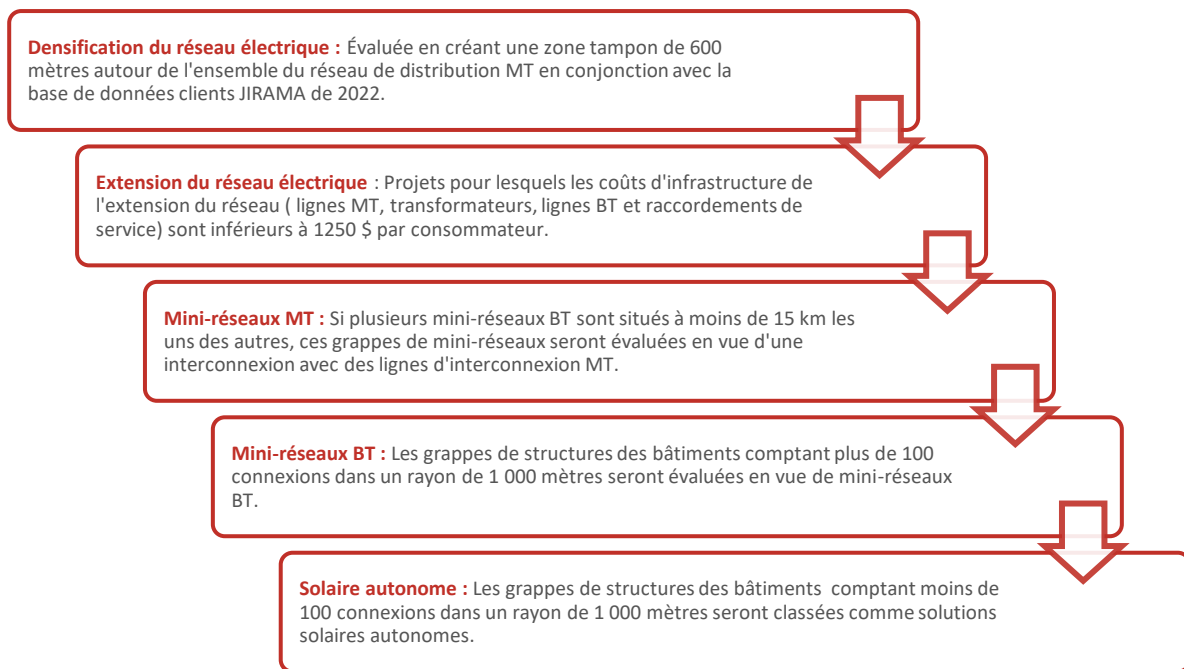 Densification du réseau électrique : Évaluée en créant une zone tampon de 600
mètres autour de l'ensemble du réseau de distribution MT en conjonction avec la
base de données clients JIRAMA de 2022.
Extension du réseau électrique : Projets pour lesquels les coûts d'infrastructure de
l'extension du réseau ( lignes MT, transformateurs, lignes BT et raccordements de
service) sont inférieurs à 1250 $ par consommateur.
Mini-réseaux MT : Si plusieurs mini-réseaux BT sont situés à moins de 15 km les
uns des autres, ces grappes de mini-réseaux seront évaluées en vue d'une
interconnexion avec des lignes d'interconnexion MT.
Mini-réseaux BT : Les grappes de structures des bâtiments comptant plus de 100
connexions dans un rayon de 1 000 mètres seront évaluées en vue de mini-réseaux
BT.
Solaire autonome : Les grappes de structures des bâtiments comptant moins de
100 connexions dans un rayon de 1 000 mètres seront classées comme solutions
solaires autonomes.